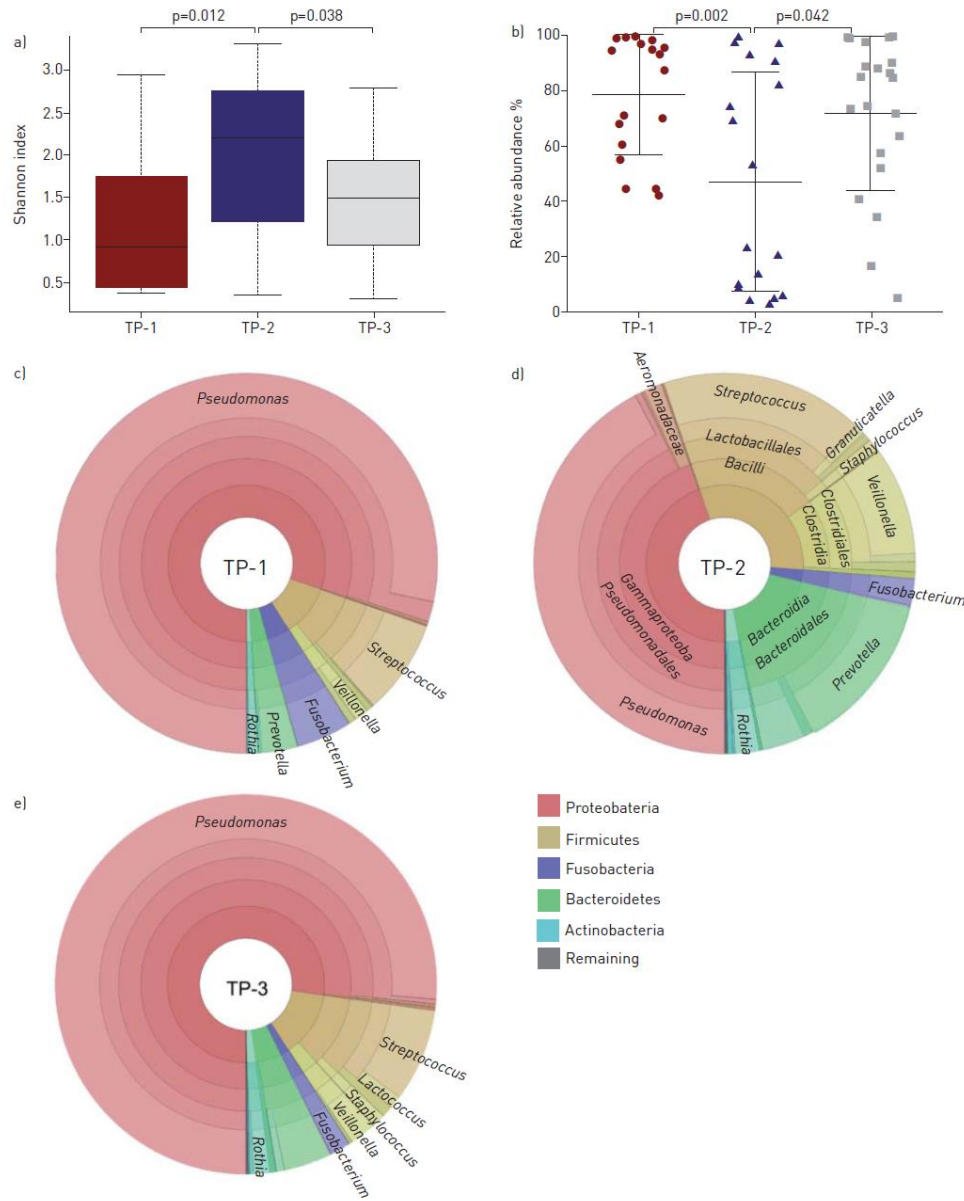 a)
p=0.012
p=0.038
Shannon index
3.0
2.5
2.0
1.5
1.0
0.5
TP-1
TP-2
TP-3
b)
p=0.002
p=0.042
Relative abundance %
100
80
60
40
20
0
TP-1
TP-2
TP-3
c)
Pseudomonas
TP-1
Streptococcus
Veillonella
Fusobacterium
Prevotella
Rothia
d)
Aeromonadaceae
Streptococcus
Lactobacillales
Bacilli
Granulicatella
Staphylococcus
Veillonella
Clostridiales
Clostridia
TP-2
Fusobacterium
Gammaproteoba
Pseudomonadales
Bacteroidia
Bacteroidales
Prevotella
Pseudomonas
Rothia
e)
Pseudomonas
TP-3
Streptococcus
Lactococcus
Staphylococcus
Veillonella
Fusobacterium
Rothia
Proteobateria
Firmicutes
Fusobacteria
Bacteroidetes
Actinobacteria
Remaining